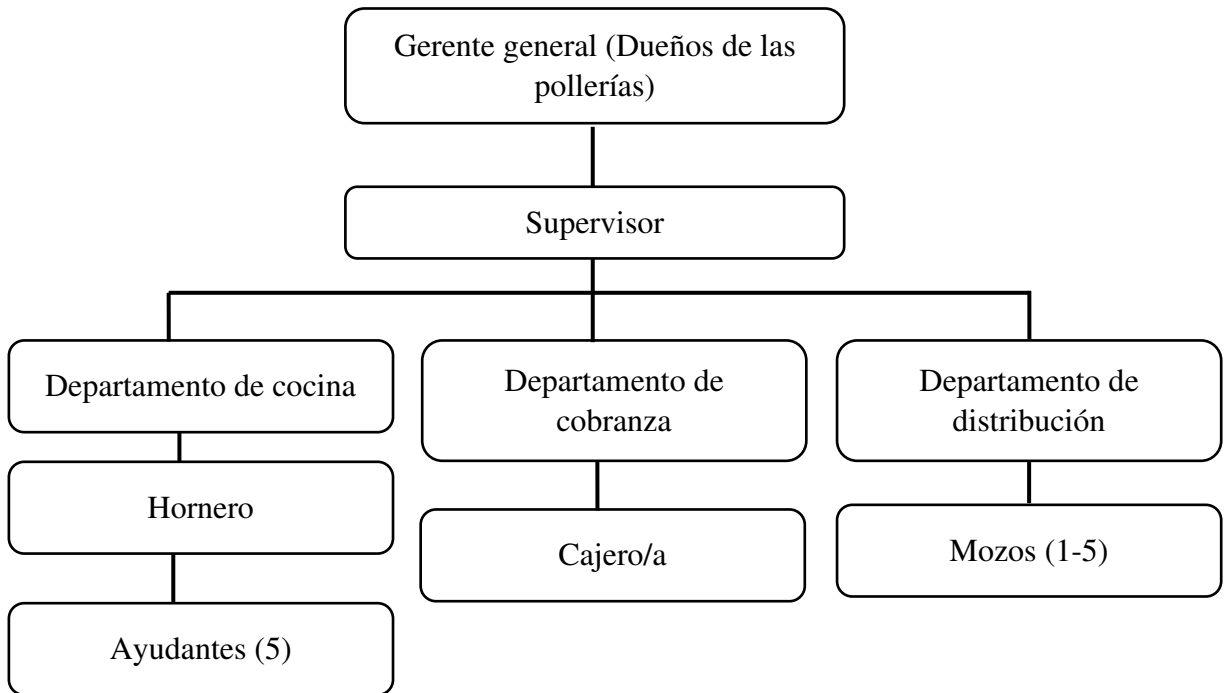 Gerente general (Dueños de las
pollerías)
Supervisor
Departamento de cocina
Hornero
Ayudantes (5)
Departamento de
cobranza
Cajero/a
Departamento de
distribución
Mozos (1-5)